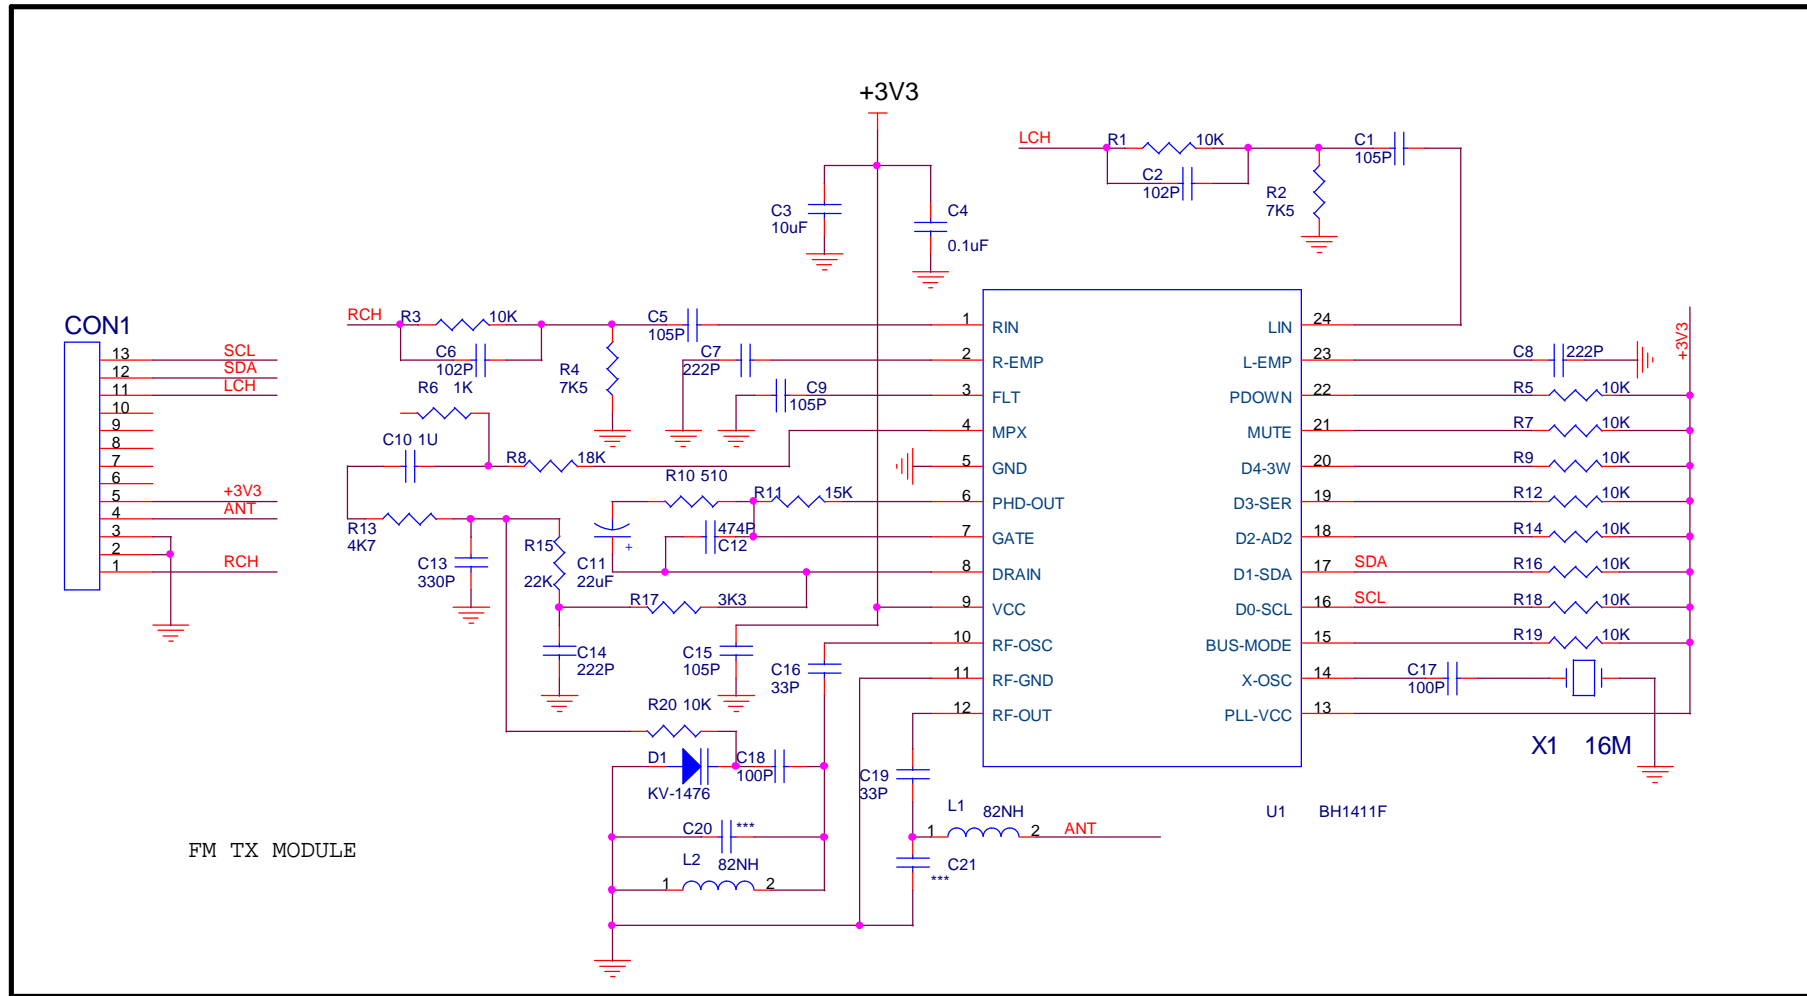 +3V3
LCH
R1 10K
C1
105P
C2
102P
R2
7K5
C3
10uF
C4
0.1uF
CON1
13 SCL
12 SDA
11 LCH
10
9
8
7
6
5 +3V3
4 ANT
3
2
1 RCH
RCH
R3 10K
C5
105P
C6
102P
R4
7K5
C7
222P
R6 1K
C9
105P
C10 1U
R8 18K
R10 510
R11 15K
R13
4K7
474P
C12
R15
22K
C11
22uF
+
C13
330P
R17 3K3
C14
222P
C15
105P
C16
33P
R20 10K
D1
KV-1476
C18
100P
C19
33P
C20 ***
L2 82NH
1 2
L1 82NH
1 2 ANT
C21
***
1 RIN
2 R-EMP
3 FLT
4 MPX
5 GND
6 PHD-OUT
7 GATE
8 DRAIN
9 VCC
10 RF-OSC
11 RF-GND
12 RF-OUT
LIN 24
L-EMP 23
PDOWN 22
MUTE 21
D4-3W 20
D3-SER 19
D2-AD2 18
D1-SDA 17 SDA
D0-SCL 16 SCL
BUS-MODE 15
X-OSC 14
PLL-VCC 13
C8 222P
+3V3
R5 10K
R7 10K
R9 10K
R12 10K
R14 10K
R16 10K
R18 10K
R19 10K
C17
100P
X1 16M
U1 BH1411F
FM TX MODULE